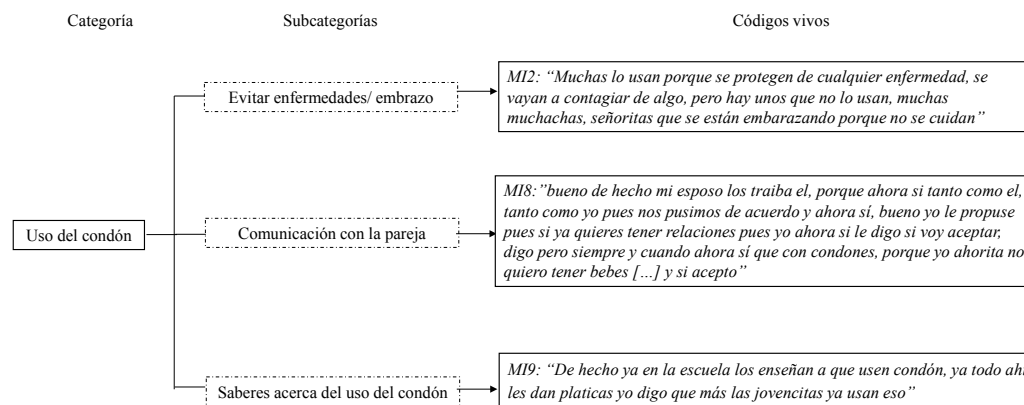 Categoría
Subcategorías
Códigos vivos
Evitar enfermedades/ embrazo
MI2: “Muchas lo usan porque se protegen de cualquier enfermedad, se
vayan a contagiar de algo, pero hay unos que no lo usan, muchas
muchachas, señoritas que se están embarazando porque no se cuidan”
Uso del condón
Comunicación con la pareja
MI8:”bueno de hecho mi esposo los traiba el, porque ahora si tanto como el,
tanto como yo pues nos pusimos de acuerdo y ahora sí, bueno yo le propuse
pues si ya quieres tener relaciones pues yo ahora si le digo si voy aceptar,
digo pero siempre y cuando ahora sí que con condones, porque yo ahorita no
quiero tener bebes [...] y si acepto”
Saberes acerca del uso del condón
MI9: “De hecho ya en la escuela los enseñan a que usen condón, ya todo ah
les dan platicas yo digo que más las jovencitas ya usan eso”